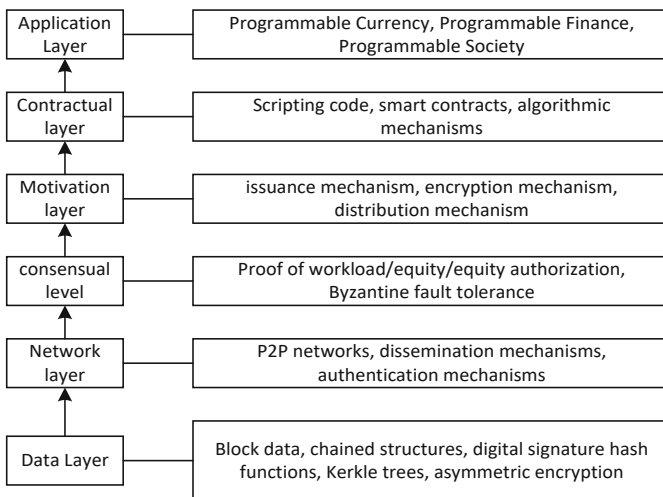 Application
Layer
Programmable Currency, Programmable Finance,
Programmable Society
Contractual
layer
Scripting code, smart contracts, algorithmic
mechanisms
Motivation
layer
issuance mechanism, encryption mechanism,
distribution mechanism
consensual
level
Proof of workload/equity/equity authorization,
Byzantine fault tolerance
Network
layer
P2P networks, dissemination mechanisms,
authentication mechanisms
Data Layer
Block data, chained structures, digital signature hash
functions, Kerkle trees, asymmetric encryption